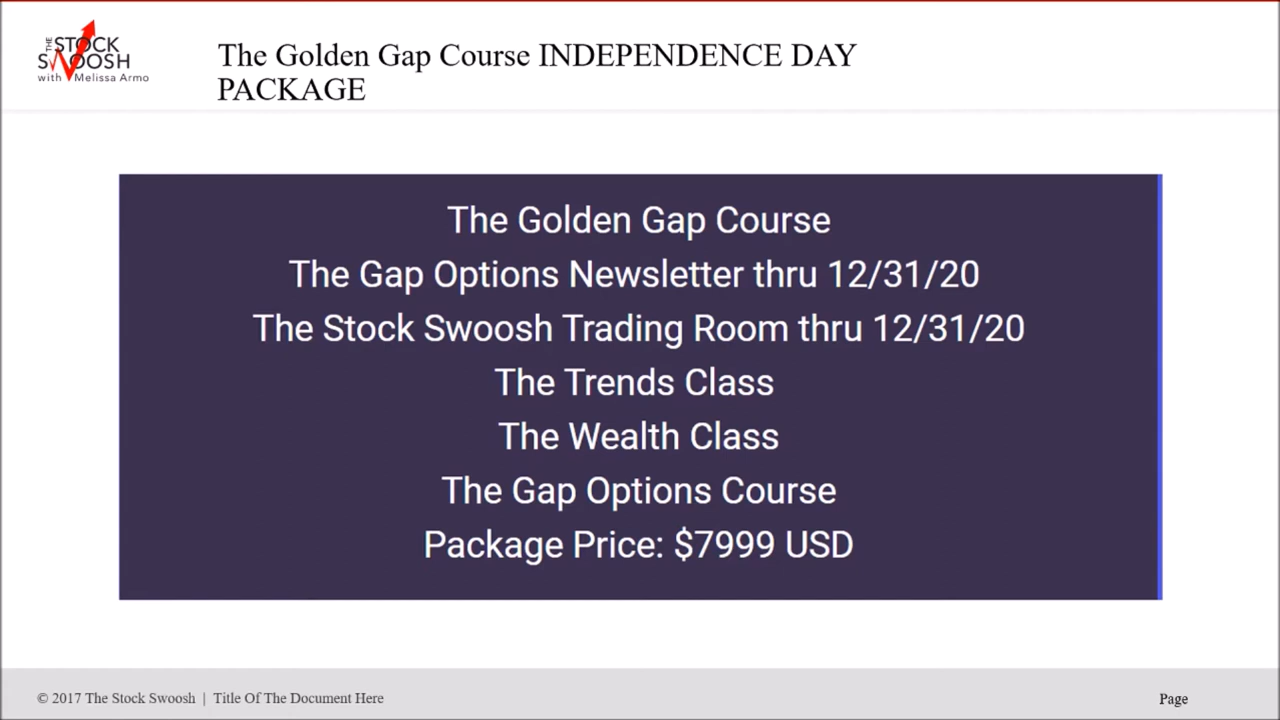 THE STOCK
SWOOSH
with Melissa Armo
The Golden Gap Course INDEPENDENCE DAY
PACKAGE
The Golden Gap Course
The Gap Options Newsletter thru 12/31/20
The Stock Swoosh Trading Room thru 12/31/20
The Trends Class
The Wealth Class
The Gap Options Course
Package Price: $7999 USD
© 2017 The Stock Swoosh | Title Of The Document Here
Page